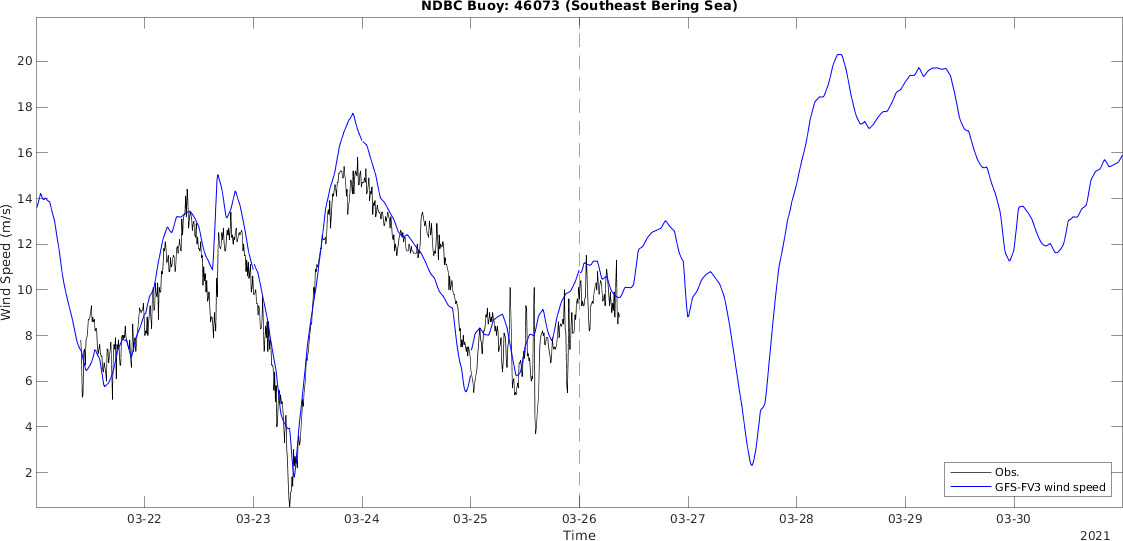 NDBC Buoy: 46073 (Southeast Bering Sea)
20
18
16
14
12
10
8
6
4
2
Wind Speed (m/s)
Obs.
GFS-FV3 wind speed
03-22 03-23 03-24 03-25 03-26 03-27 03-28 03-29 03-30
Time
2021